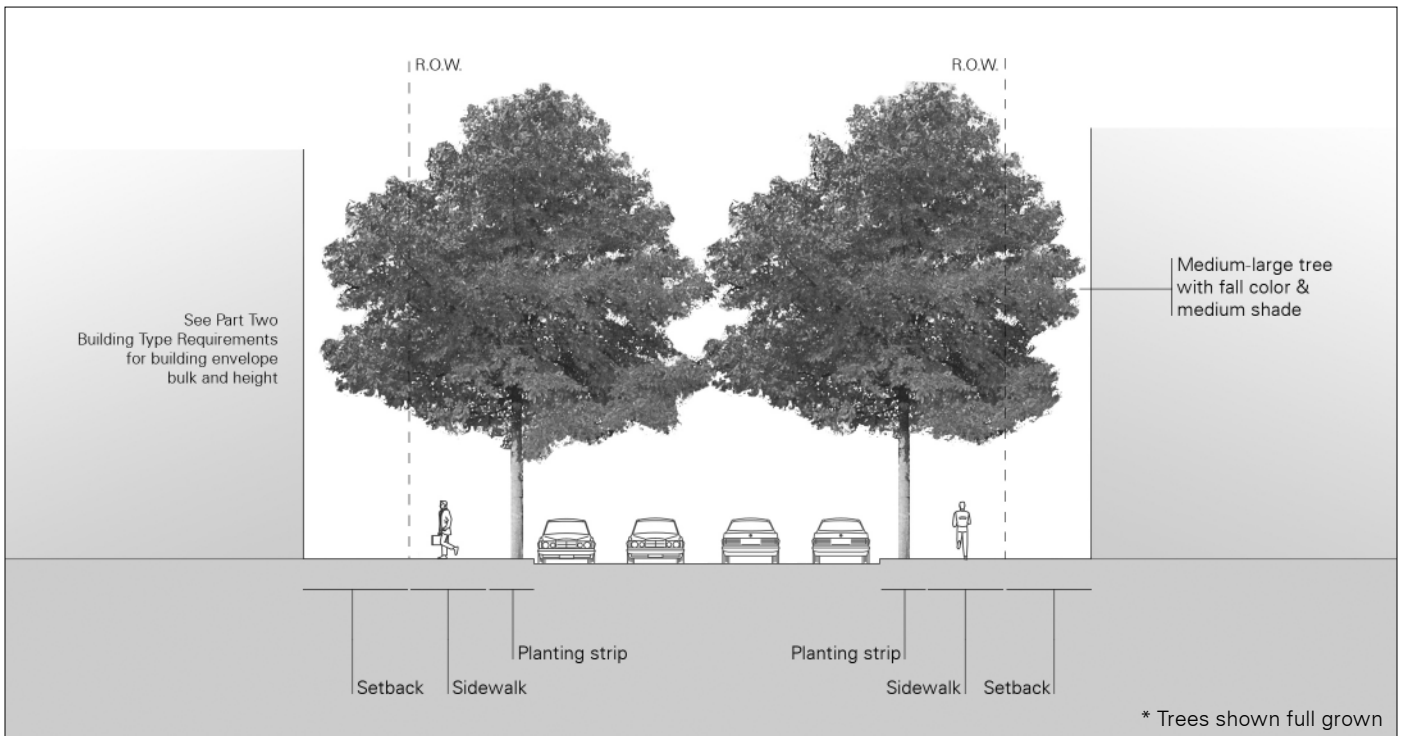 R.O.W.
R.O.W.
See Part Two
Building Type Requirements
for building envelope
bulk and height
Medium-large tree
with fall color &
medium shade
Planting strip
Planting strip
Setback
Sidewalk
Sidewalk
Setback
* Trees shown full grown